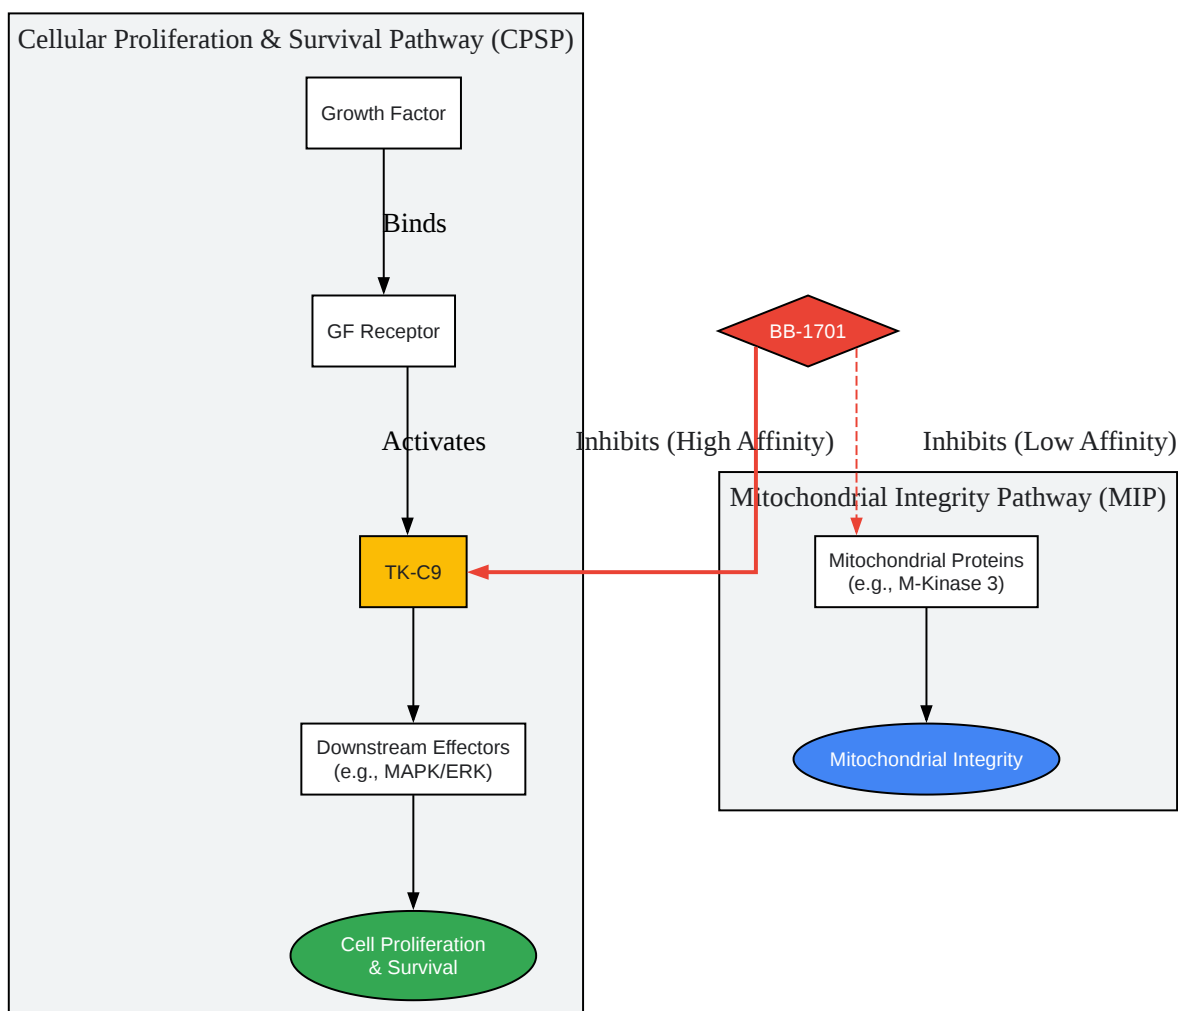 Cellular Proliferation & Survival Pathway (CPSP)
Growth Factor
Binds
GF Receptor
BB-1701
Activates
Inhibits (High Affinity)
Inhibits (Low Affinity)
Mitochondrial Integrity Pathway (MIP)
TK-C9
Mitochondrial Proteins
(e.g., M-Kinase 3)
Downstream Effectors
(e.g., MAPK/ERK)
Mitochondrial Integrity
Cell Proliferation
& Survival